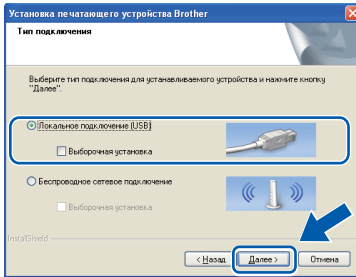 Установка печатающего устройства Brother
Тип подключения
Выберите тип подключения для устанавливаемого устройства и нажмите кнопку
"Далее".
Локальное подключение (USB)
Выборочная установка
Беспроводное сетевое подключение
Выборочная установка
InstallShield
< Назад Далее > Отмена